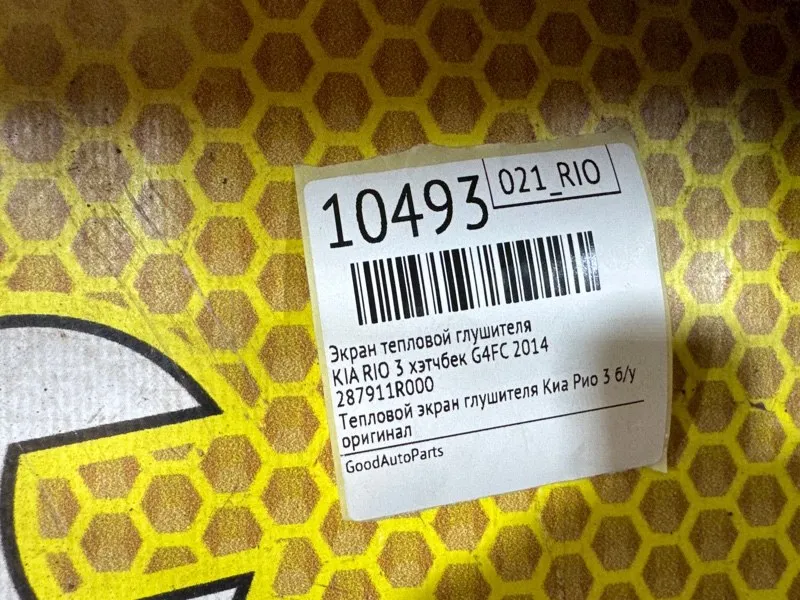 10493
021_RIO
Экран тепловой глушителя
KIA RIO 3 хэтчбек G4FC 2014
287911R000
Тепловой экран глушителя Киа Рио 3 б/у
оригинал
GoodAutoParts